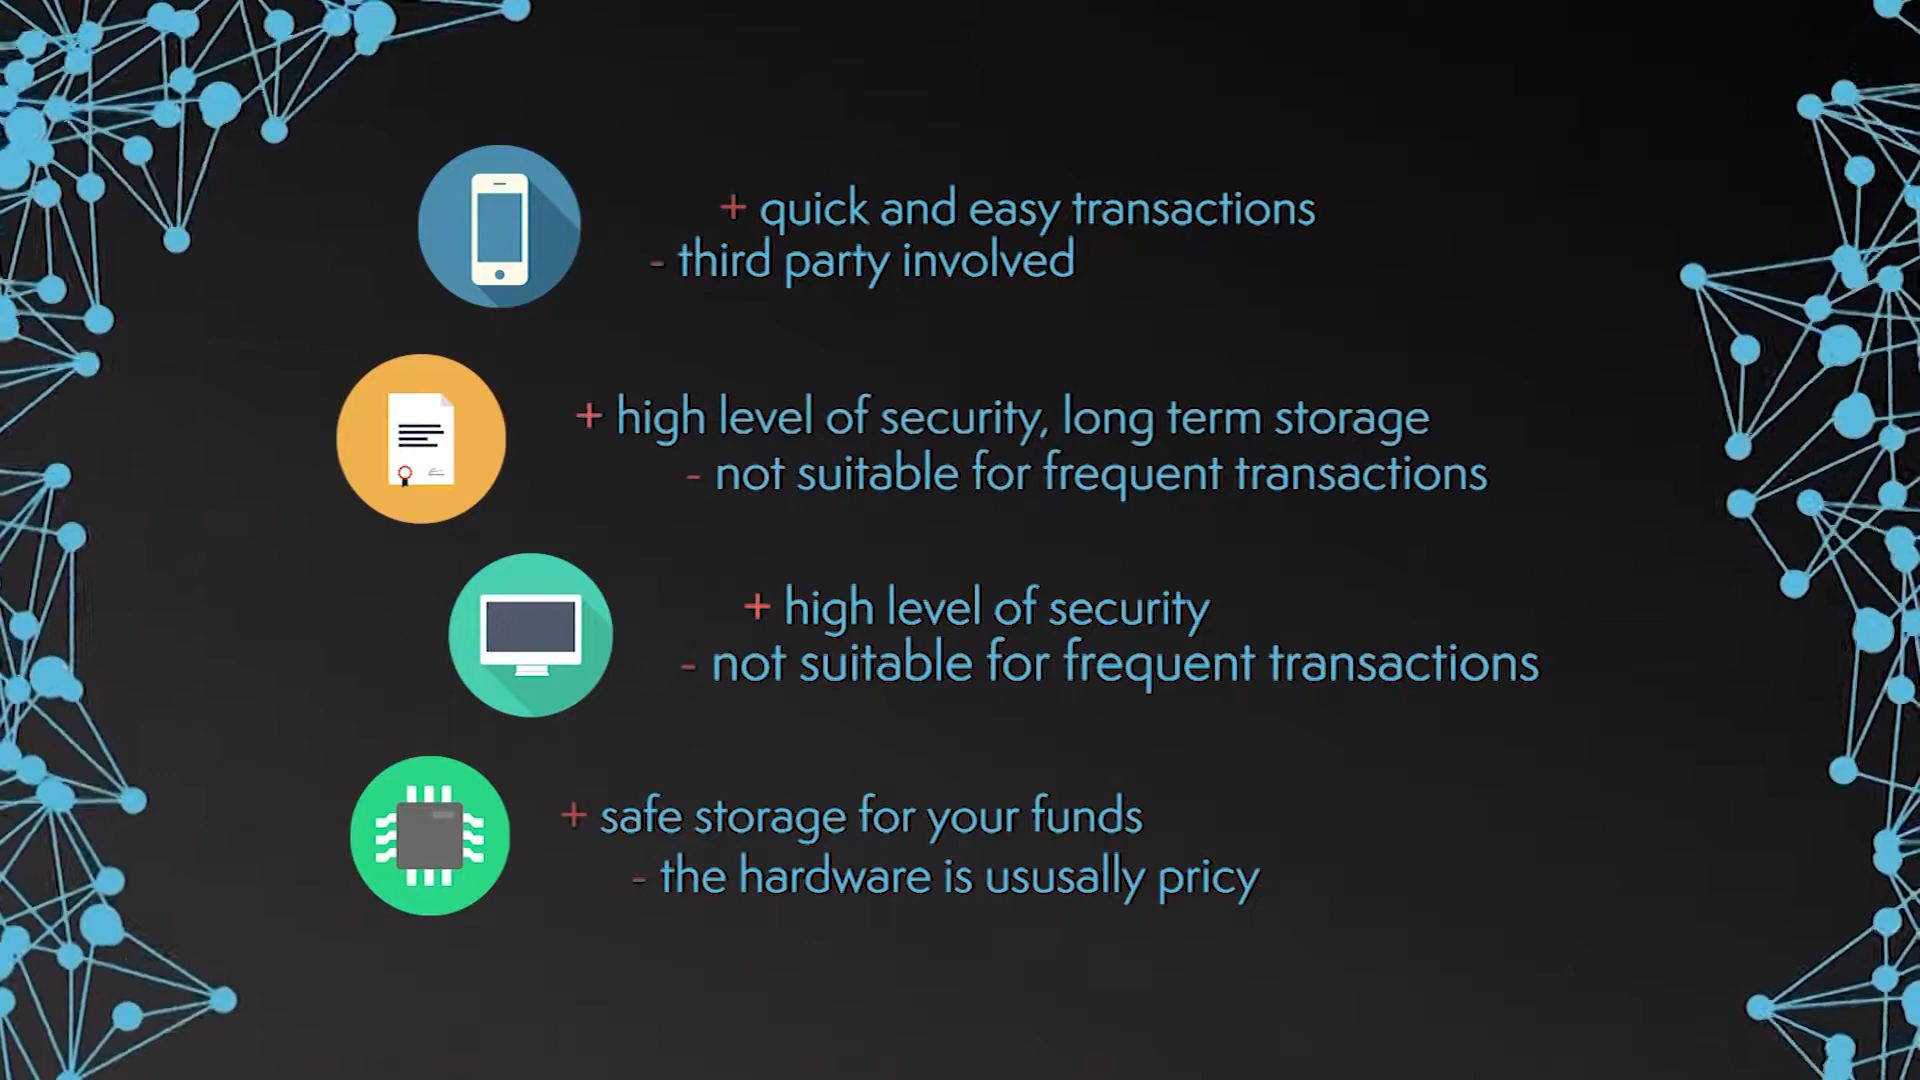 + quick and easy transactions
- third party involved
+ high level of security, long term storage
- not suitable for frequent transactions
+ high level of security
- not suitable for frequent transactions
+ safe storage for your funds
- the hardware is ususally pricy